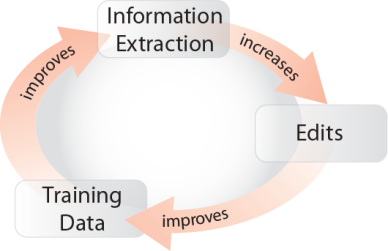 Information
Extraction
increases
Edits
improves
Training
Data
improves